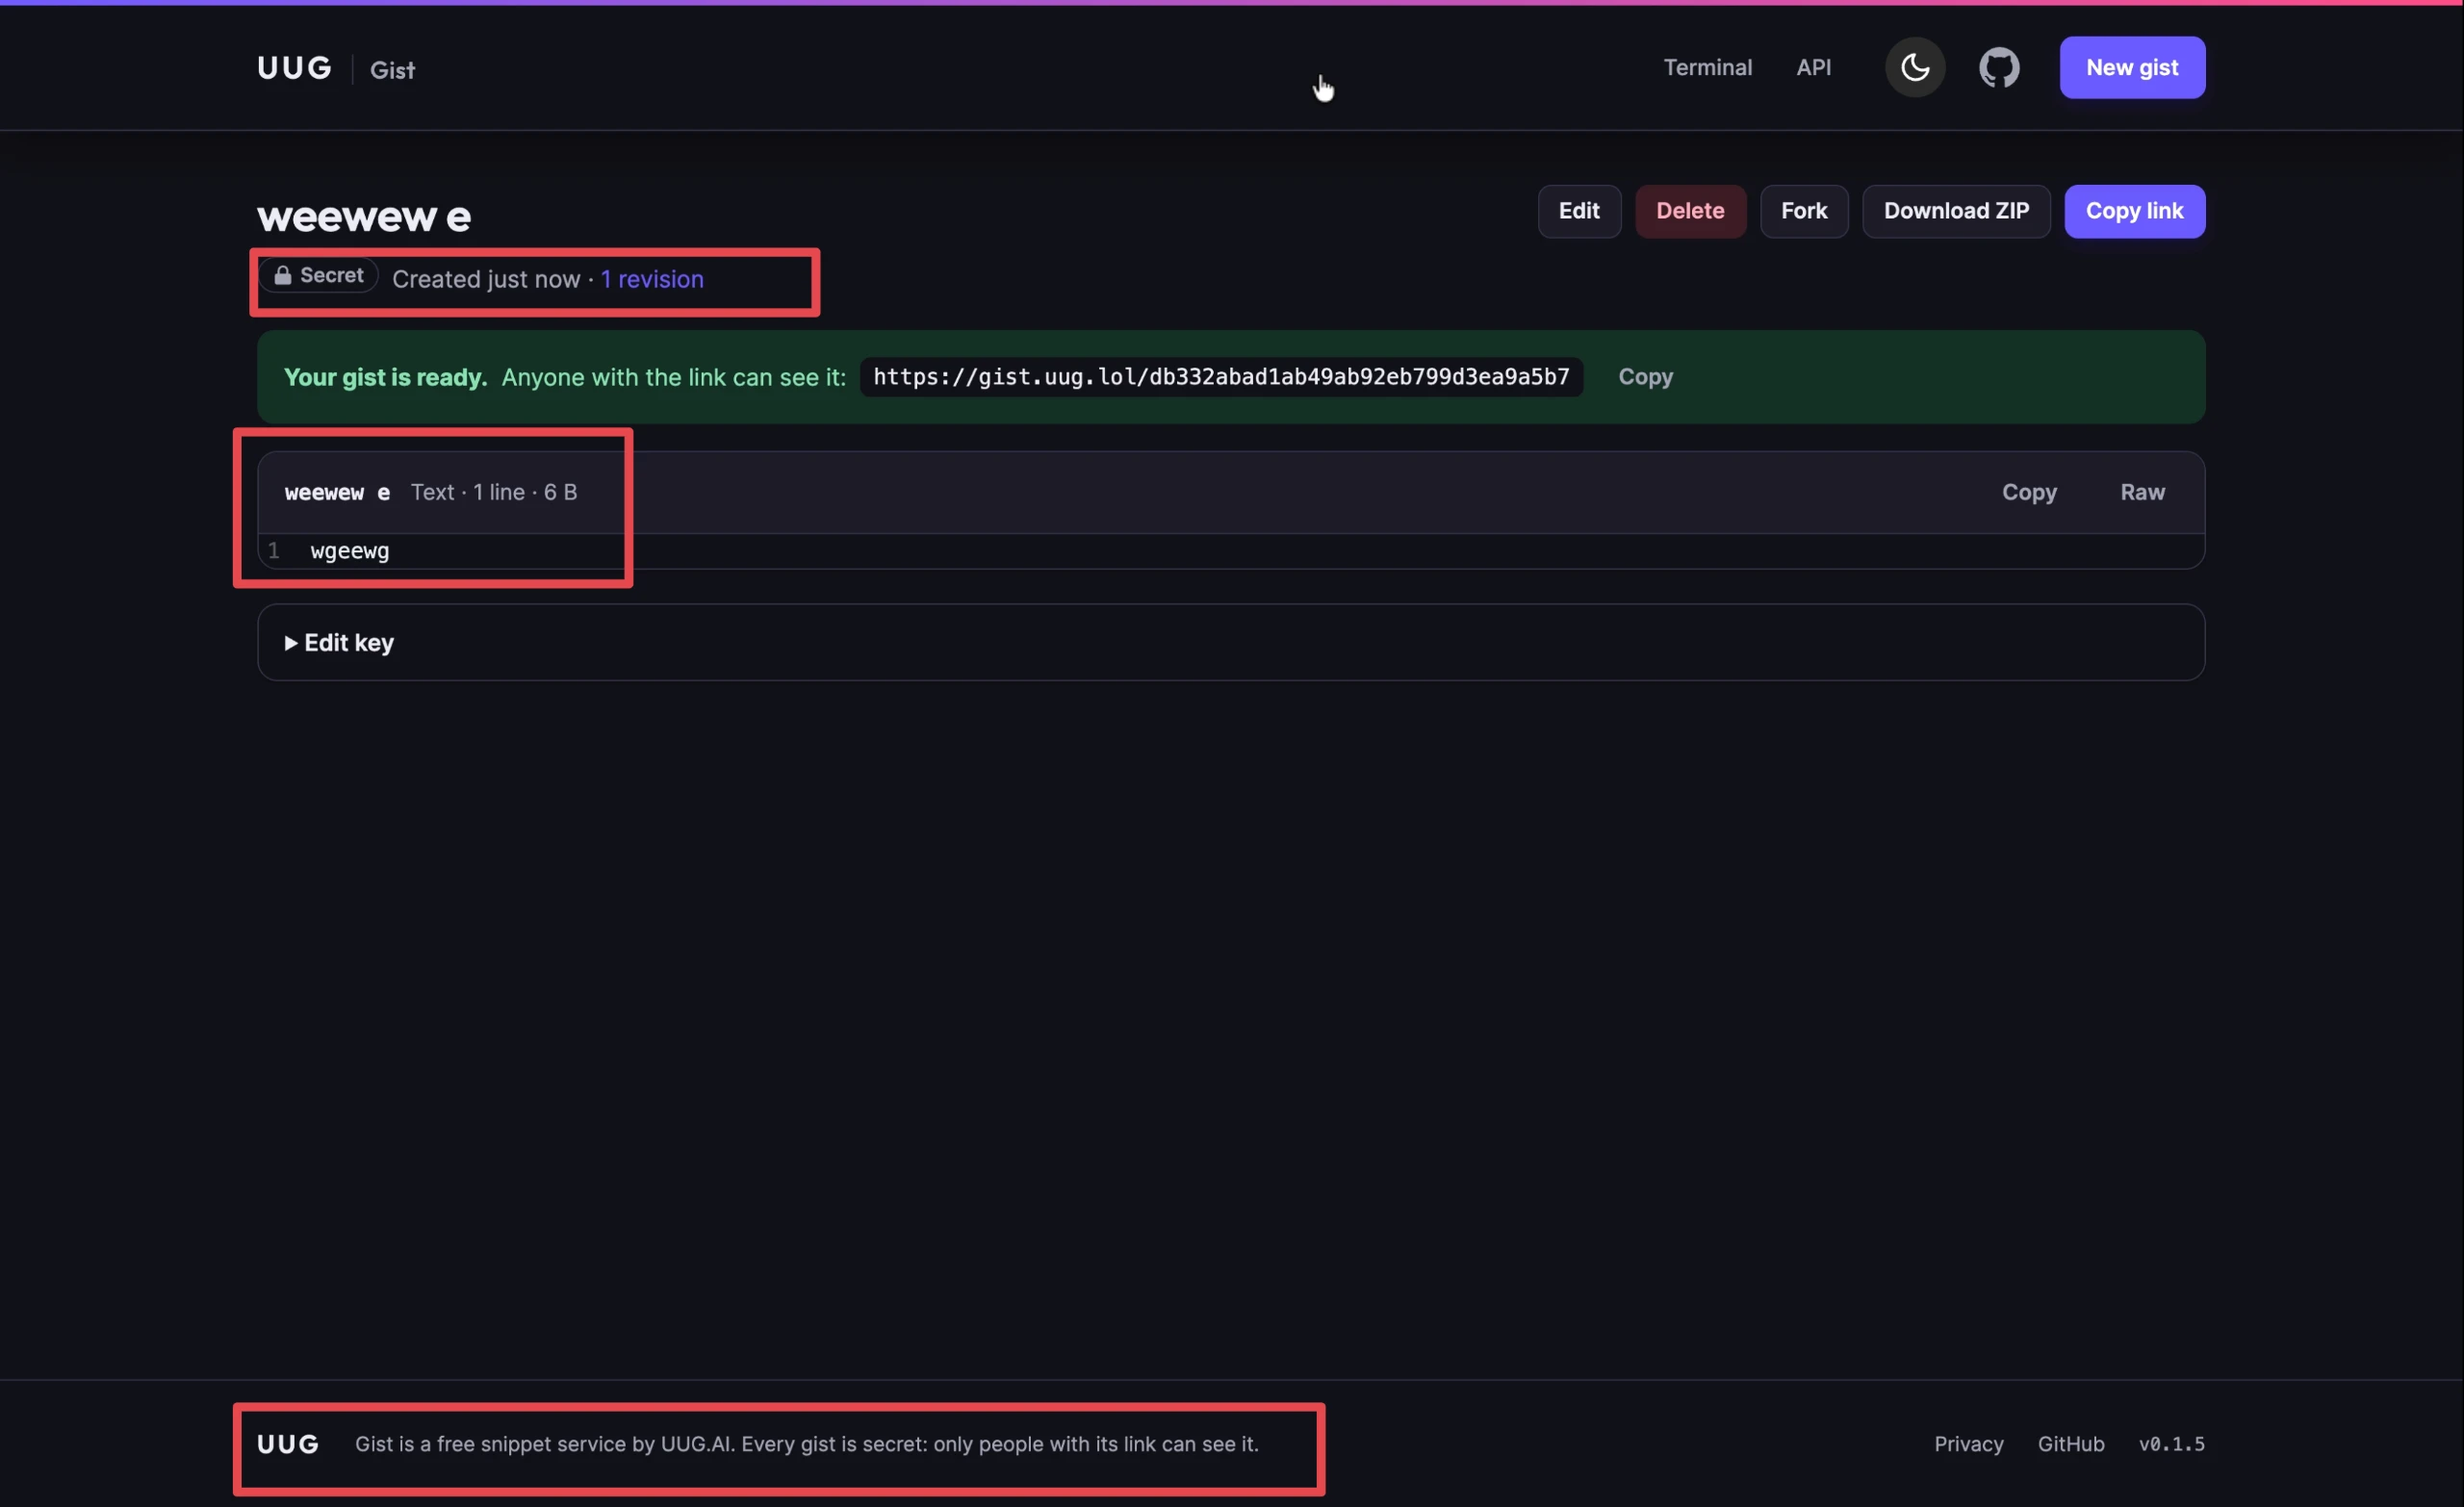 UUG | Gist
Terminal API New gist
weewew e
Edit Delete Fork Download ZIP Copy link
Secret Created just now · 1 revision
Your gist is ready. Anyone with the link can see it: https://gist.uug.lol/db332abad1ab49ab92eb799d3ea9a5b7 Copy
weewew e Text · 1 line · 6 B Copy Raw
1 wgeewg
Edit key
UUG Gist is a free snippet service by UUG.AI. Every gist is secret: only people with its link can see it. Privacy GitHub v0.1.5